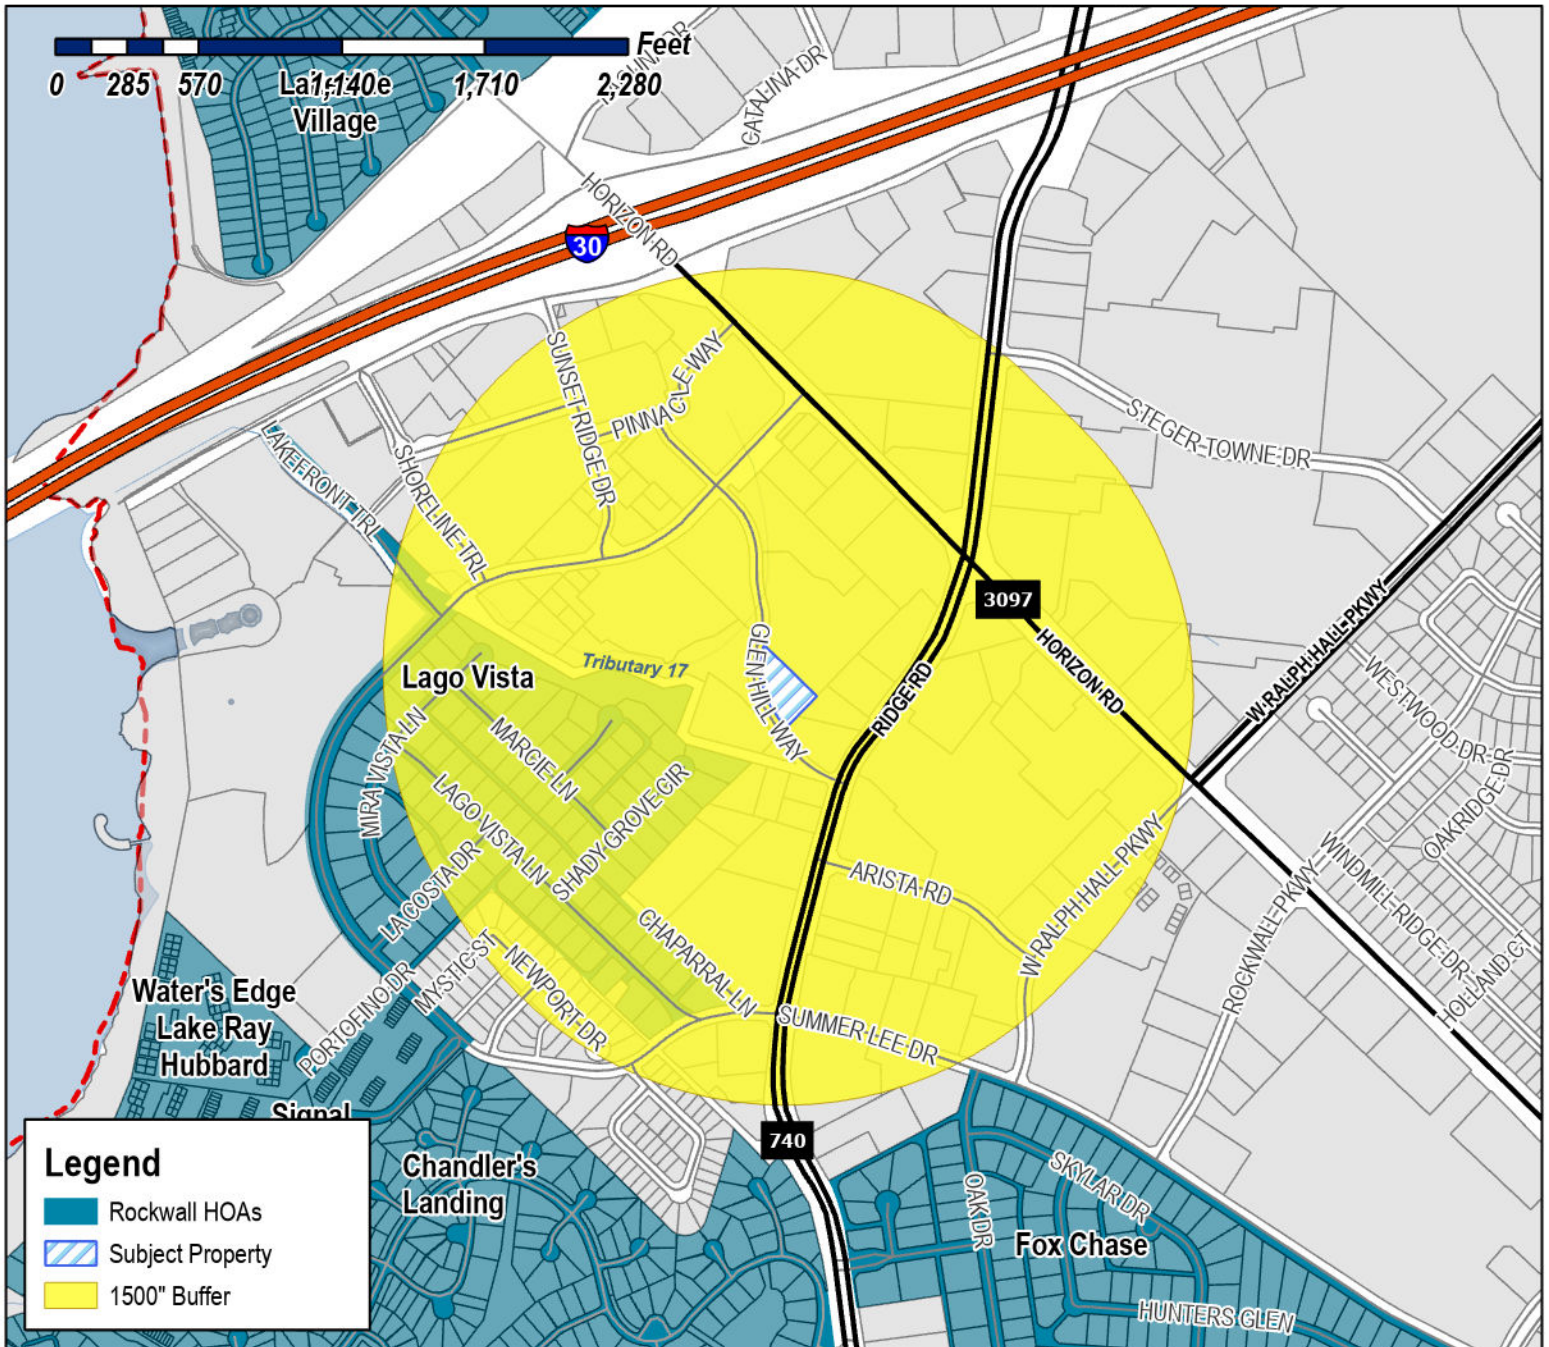 Feet
0 285 570 1,140 1,710 2,280
Village
CATALINA DR
HORIZON RD
30
SUNSET RIDGE DR
PINNACLE WAY
STEGER TOWNE DR
LAKEFRONT TRL
SHORELINE TRL
3097
GLEN HILL WAY
Tributary 17
HORIZON RD
W RALPH HALL PKWY
RIDGE RD
Lago Vista
WESTWOOD DR
MIRA VISTA LN
MARCIE LN
OAKRIDGE DR
LAGO VISTA LN
SHADY GROVE CIR
LA COSTA DR
ARISTA RD
W RALPH HALL PKWY
WINDMILL RIDGE DR
ROCKWALL PKWY
HOLLAND CT
CHAPARRAL LN
MYSTIC ST
NEWPORT DR
PORTOFINO DR
SUMMER LEE DR
Water's Edge
Lake Ray
Hubbard
Signal
740
Chandler's
Landing
SKYLAR DR
OAK DR
Fox Chase
HUNTERS GLEN
Legend
Rockwall HOAs
Subject Property
1500" Buffer